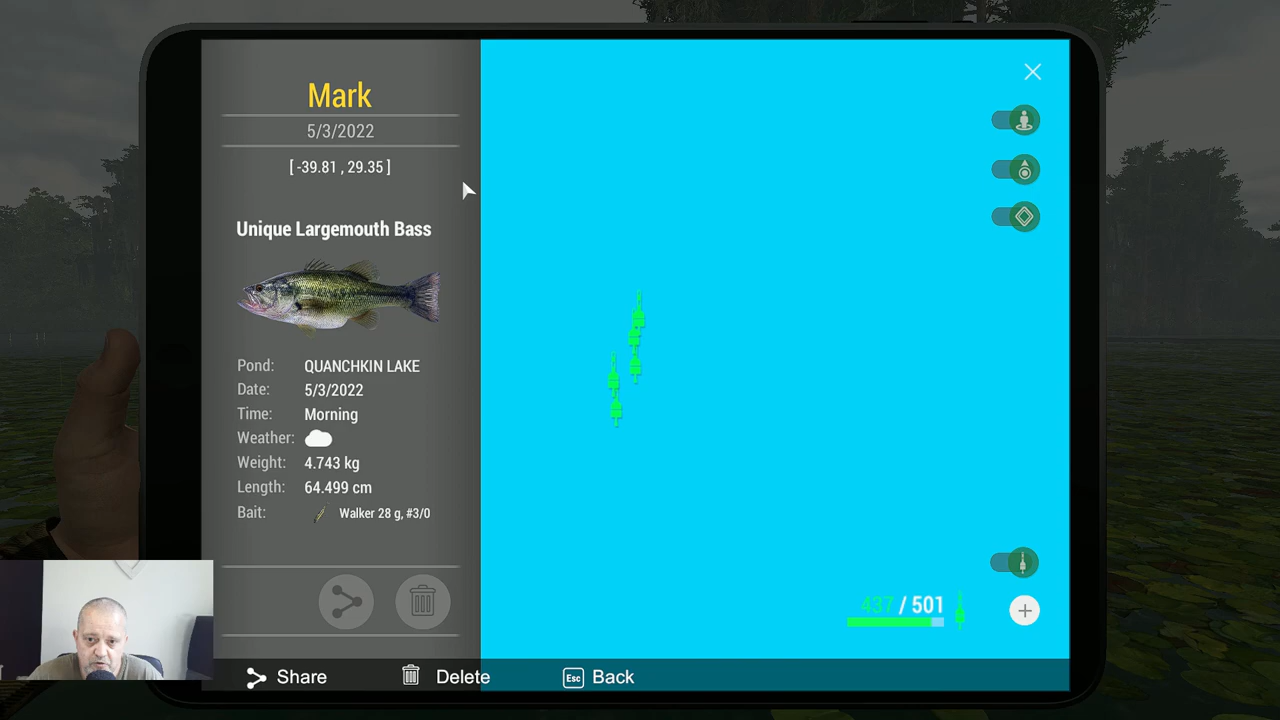 Mark
5/3/2022
[ -39.81 , 29.35 ]
Unique Largemouth Bass
Pond: QUANCHKIN LAKE
Date: 5/3/2022
Time: Morning
Weather:
Weight: 4.743 kg
Length: 64.499 cm
Bait: Walker 28 g, #3/0
437 / 501
Share Delete Esc Back